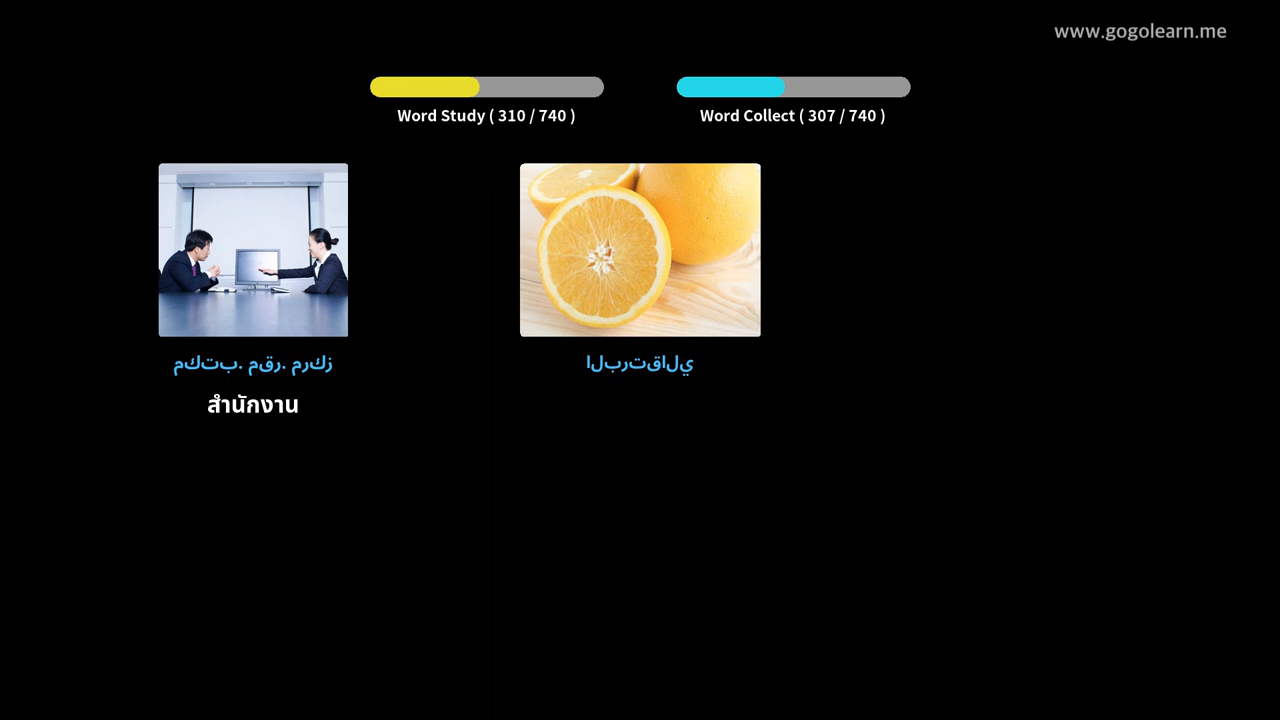 www.gogolearn.me
Word Study ( 310 / 740 )
Word Collect ( 307 / 740 )
مكتب. مقر. مركز
สำนักงาน
البرتقالي